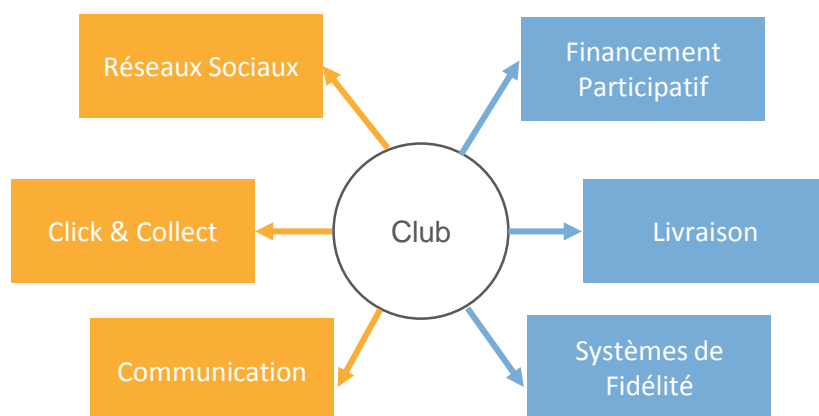 Réseaux Sociaux
Financement
Participatif
Click & Collect
Club
Livraison
Communication
Systèmes de
Fidélité